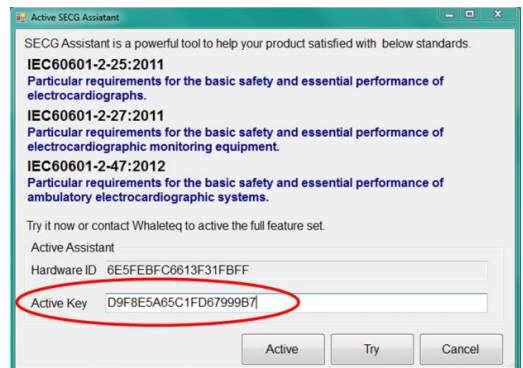 Active SECG Assiatant
SECG Assistant is a powerful tool to help your product satisfied with below standards.
IEC60601-2-25:2011
Particular requirements for the basic safety and essential performance of
electrocardiographs.
IEC60601-2-27:2011
Particular requirements for the basic safety and essential performance of
electrocardiographic monitoring equipment.
IEC60601-2-47:2012
Particular requirements for the basic safety and essential performance of
ambulatory electrocardiographic systems.
Try it now or contact Whaleteq to activate the full feature set.
Active Assistant
Hardware ID 6E5FEBFC6613F31FBFF
Active Key D9F8E5A65C1FD67999B7
Active Try Cancel